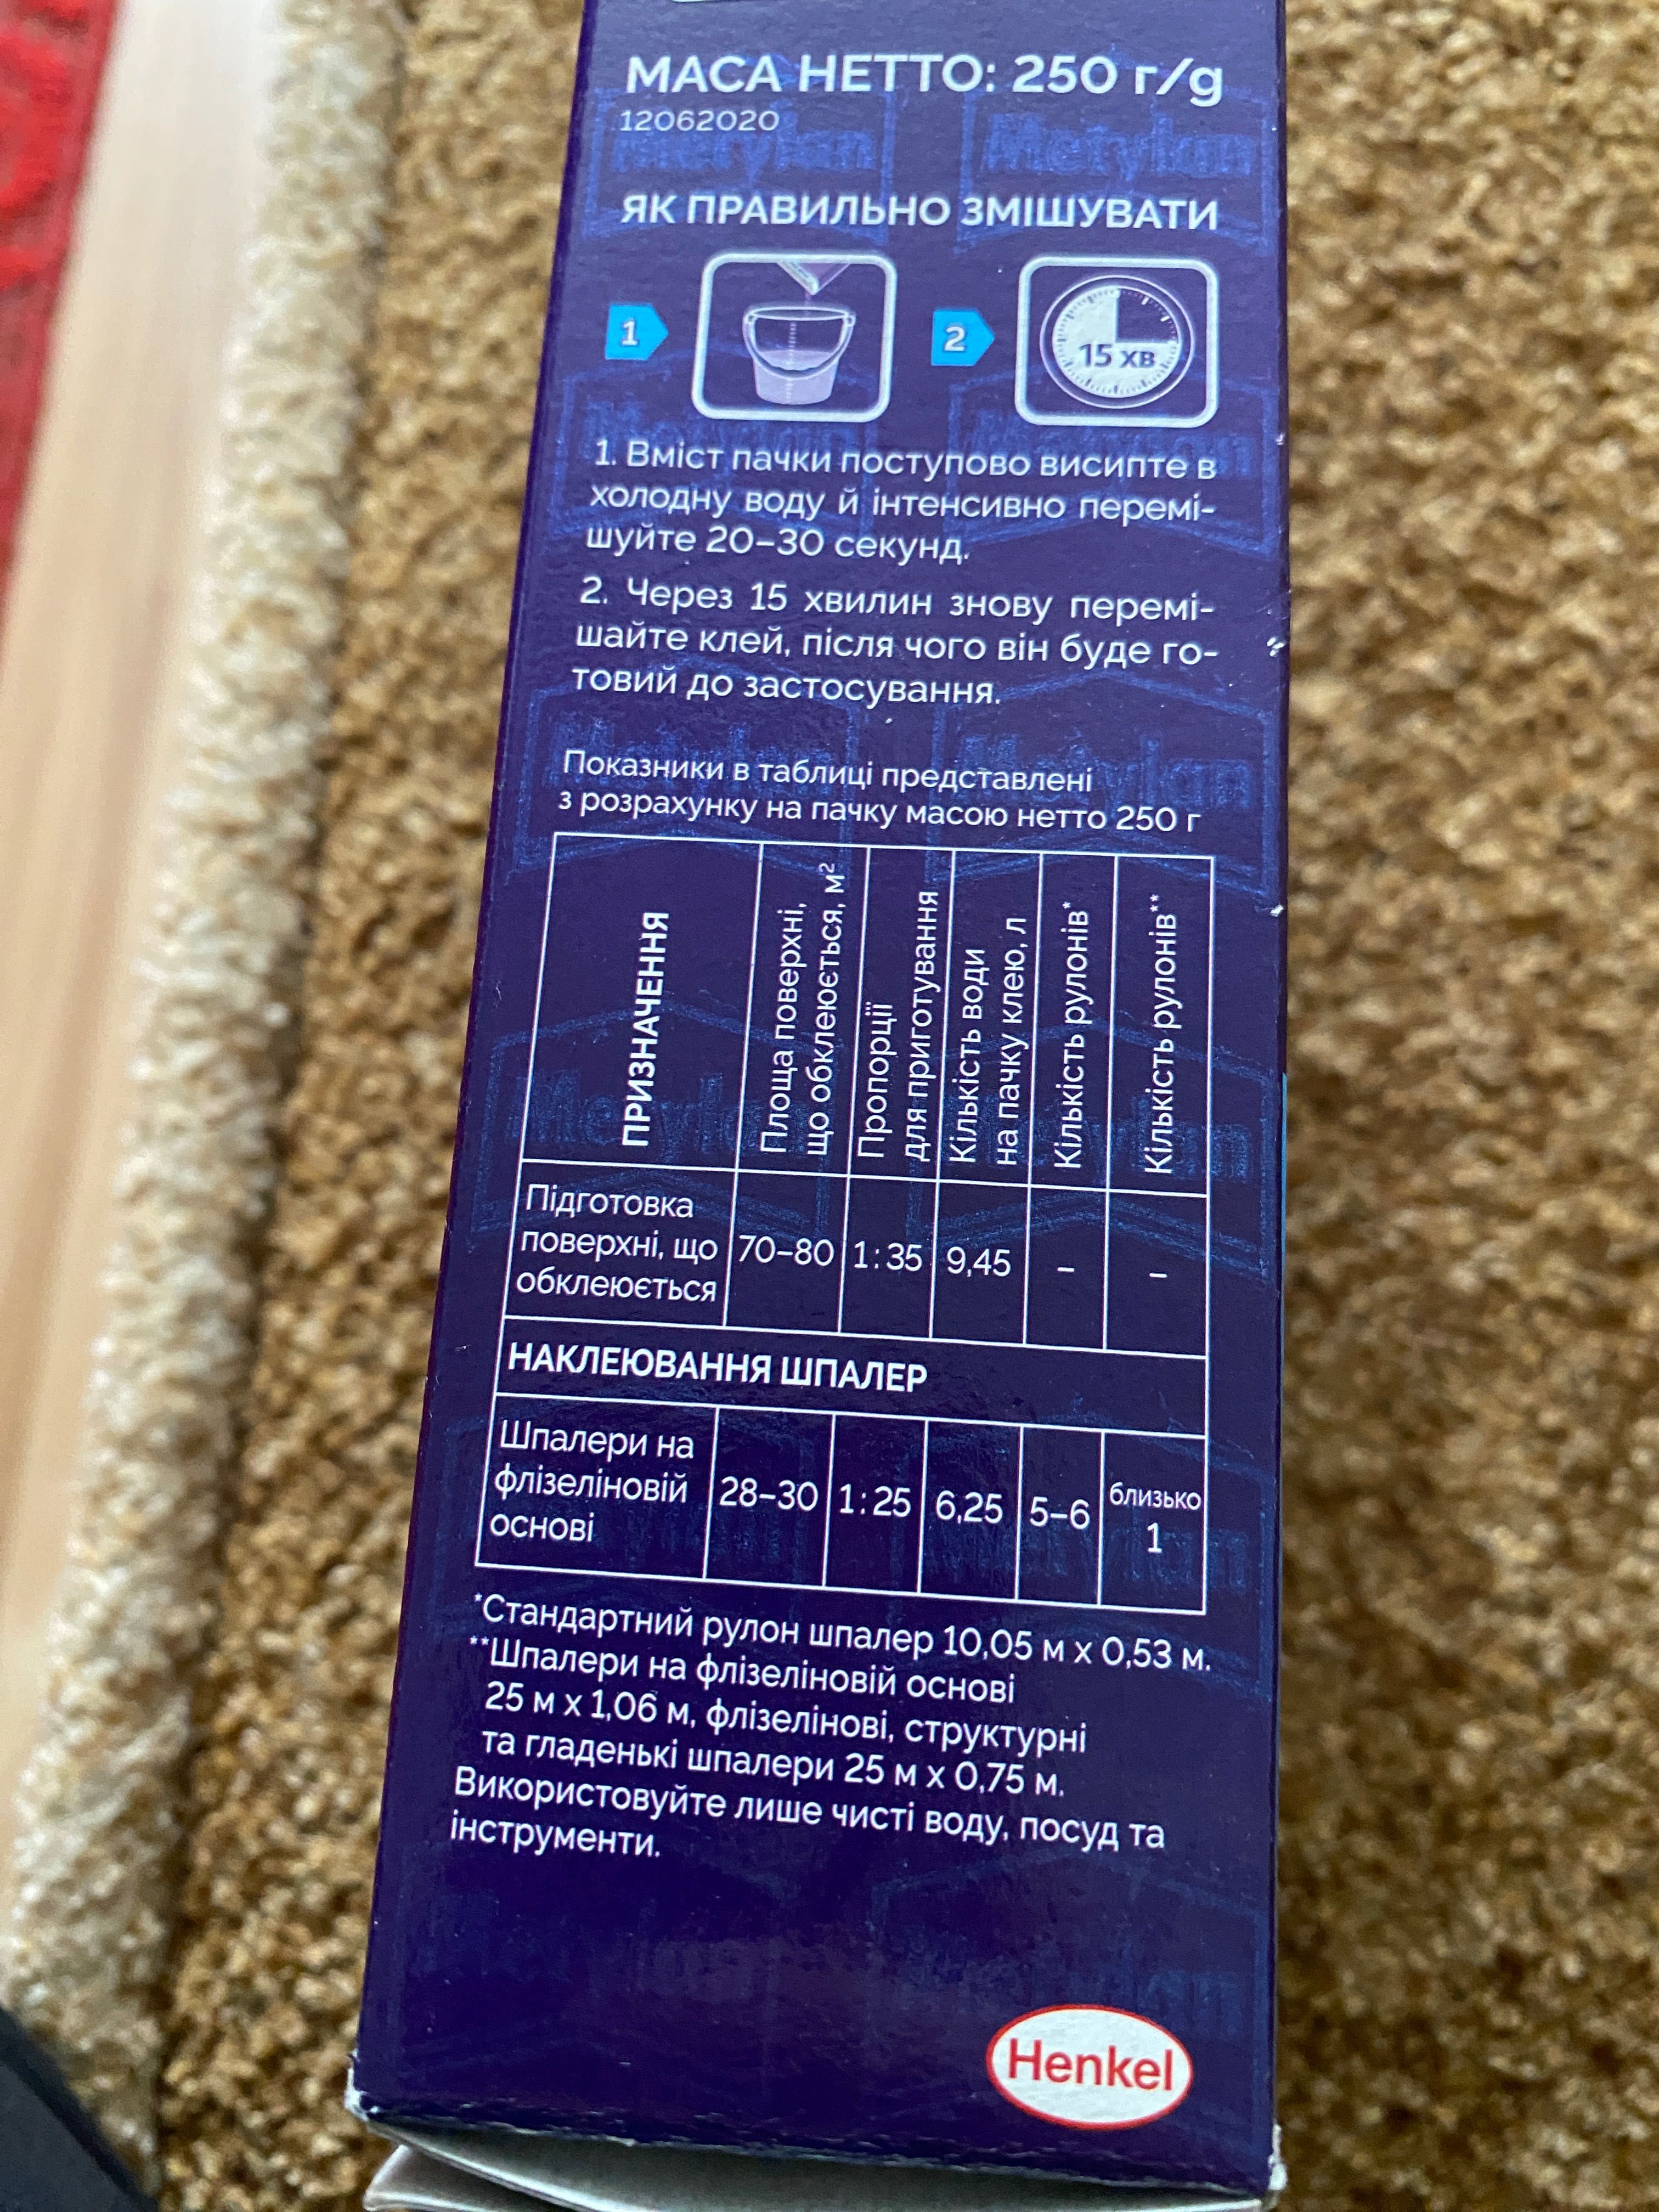 МАСА НЕТТО: 250 г/g
12062020
ЯК ПРАВИЛЬНО ЗМІШУВАТИ
1
2
15 хв
1. Вміст пачки поступово висипте в
холодну воду й інтенсивно перемі-
шуйте 20–30 секунд.
2. Через 15 хвилин знову перемі-
шайте клей, після чого він буде го-
товий до застосування.
Показники в таблиці представлені
з розрахунку на пачку масою нетто 250 г
ПРИЗНАЧЕННЯ
Площа поверхні,
що обклеюється, м²
Пропорції
для приготування
Кількість води
на пачку клею, л
Кількість рулонів*
Кількість рулонів**
Підготовка
поверхні, що
обклеюється
70–80
1:35
9,45
–
–
НАКЛЕЮВАННЯ ШПАЛЕР
Шпалери на
флізеліновій
основі
28–30
1:25
6,25
5–6
близько
1
*Стандартний рулон шпалер 10,05 м х 0,53 м.
**Шпалери на флізеліновій основі
25 м х 1,06 м, флізелінові, структурні
та гладенькі шпалери 25 м х 0,75 м.
Використовуйте лише чисті воду, посуд та
інструменти.
Henkel